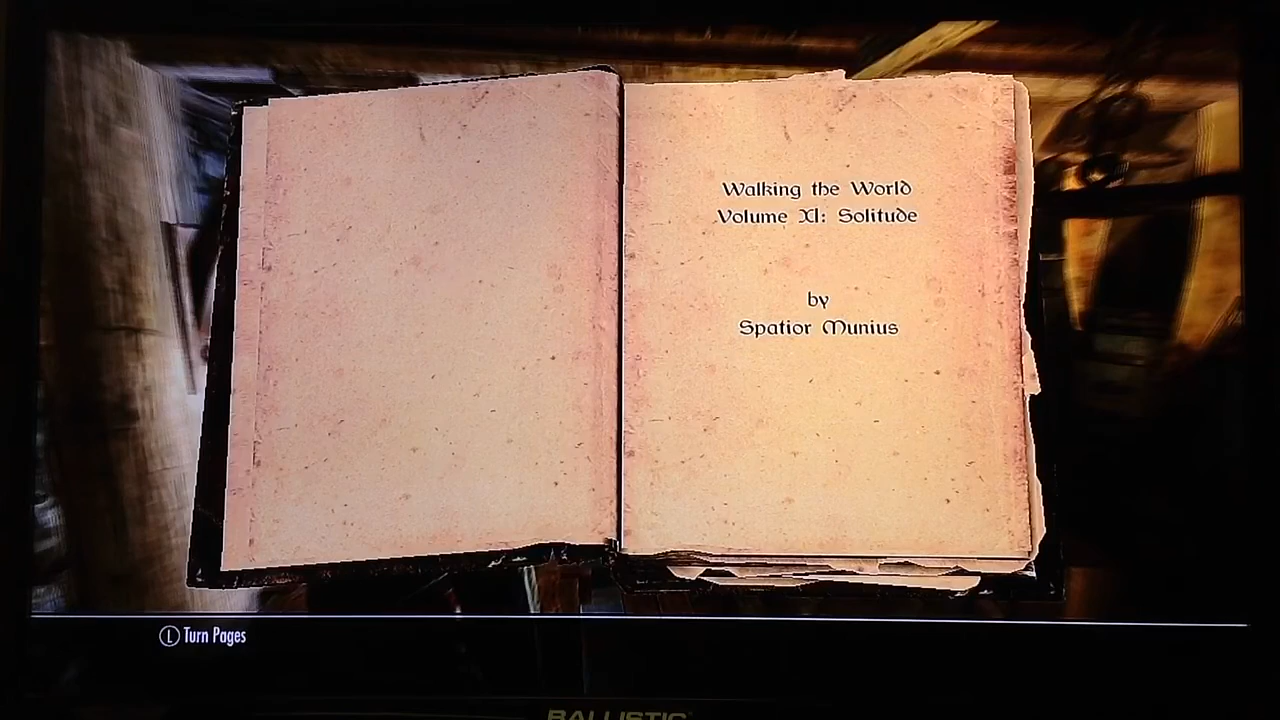 Walking the World
Volume XI: Solitude
by
Spatior Munius
L Turn Pages
BALLISTIC